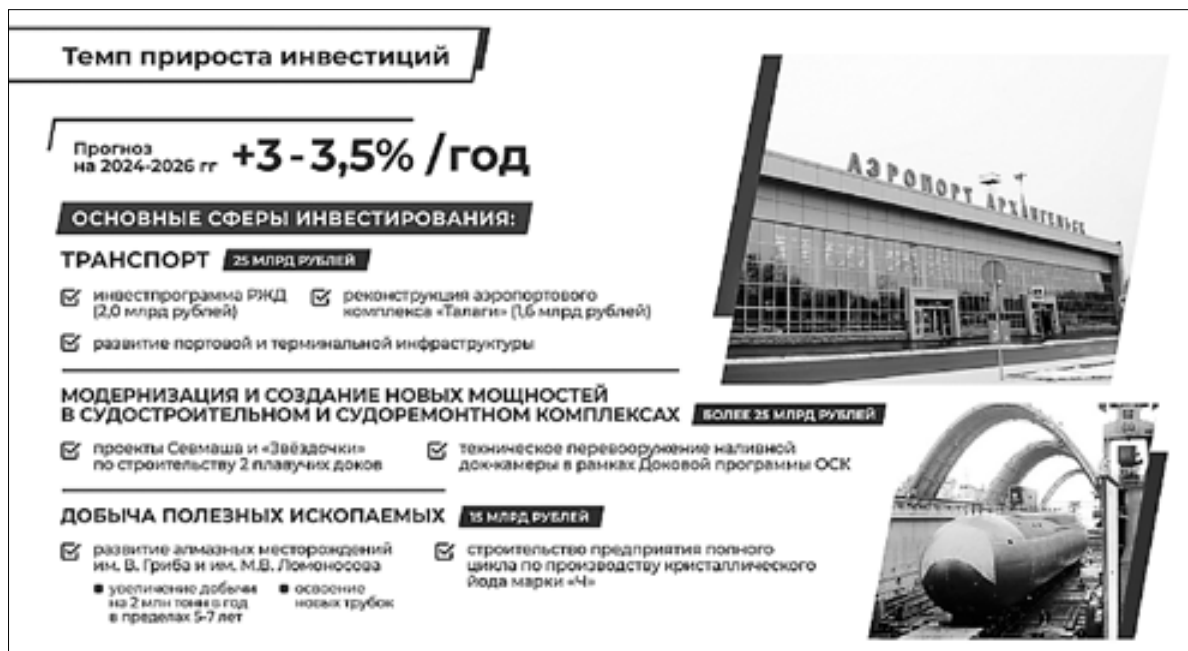 Темп прироста инвестиций
Прогноз
на 2024-2026 гг
+3 - 3,5% /год
ОСНОВНЫЕ СФЕРЫ ИНВЕСТИРОВАНИЯ:
ТРАНСПОРТ 25 МЛРД РУБЛЕЙ
инвестпрограмма РЖД
(2,0 млрд рублей)
реконструкция аэропортового
комплекса «Талаги» (1,6 млрд рублей)
развитие портовой и терминальной инфраструктуры
МОДЕРНИЗАЦИЯ И СОЗДАНИЕ НОВЫХ МОЩНОСТЕЙ
В СУДОСТРОИТЕЛЬНОМ И СУДОРЕМОНТНОМ КОМПЛЕКСАХ БОЛЕЕ 25 МЛРД РУБЛЕЙ
проекты Севмаша и «Звёздочки»
по строительству 2 плавучих доков
техническое перевооружение наливной
док-камеры в рамках Доковой программы ОСК
ДОБЫЧА ПОЛЕЗНЫХ ИСКОПАЕМЫХ 15 МЛРД РУБЛЕЙ
развитие алмазных месторождений
им. В. Гриба и им. М.В. Ломоносова
увеличение добычи
на 2 млн тонн в год
в пределах 5-7 лет
освоение
новых трубок
строительство предприятия полного
цикла по производству кристаллического
йода марки «Ч»
АЭРОПОРТ АРХАНГЕЛЬСК